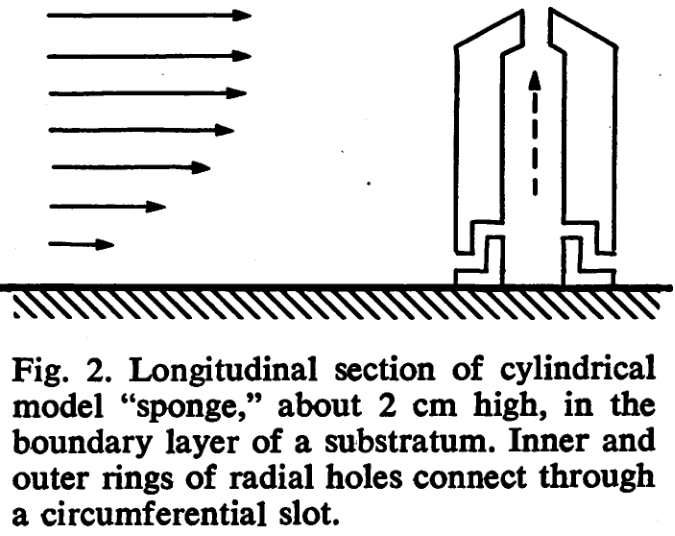 Fig. 2. Longitudinal section of cylindrical
model “sponge,” about 2 cm high, in the
boundary layer of a substratum. Inner and
outer rings of radial holes connect through
a circumferential slot.